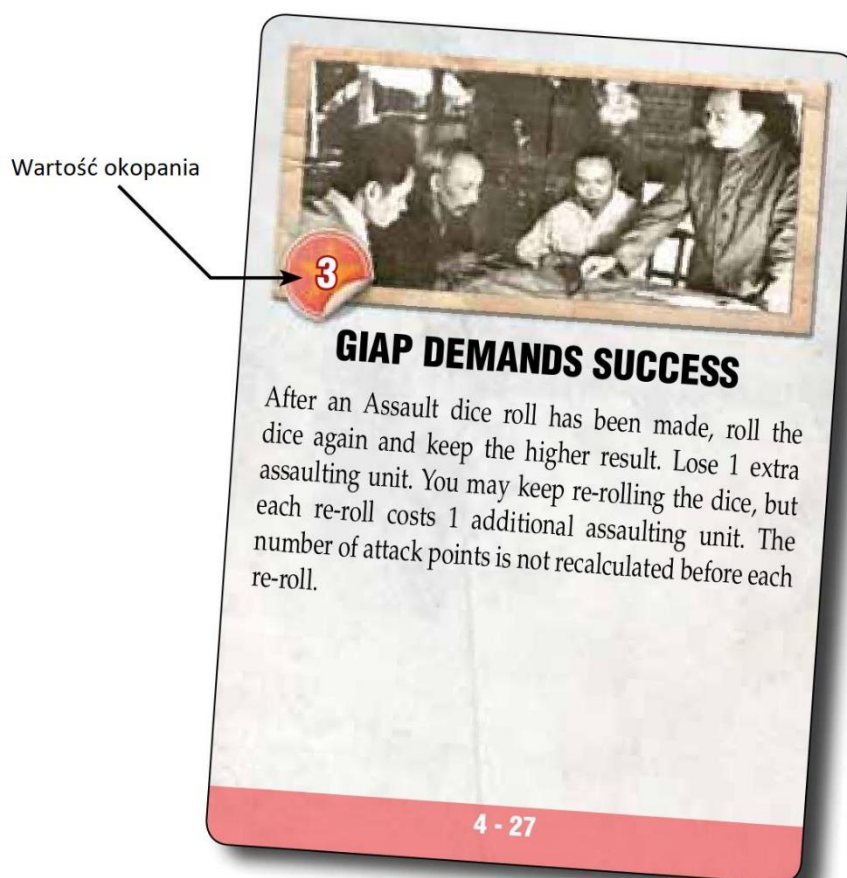 Wartość okopania
3
GIAP DEMANDS SUCCESS
After an Assault dice roll has been made, roll the
dice again and keep the higher result. Lose 1 extra
assaulting unit. You may keep re-rolling the dice, but
each re-roll costs 1 additional assaulting unit. The
number of attack points is not recalculated before each
re-roll.
4 - 27